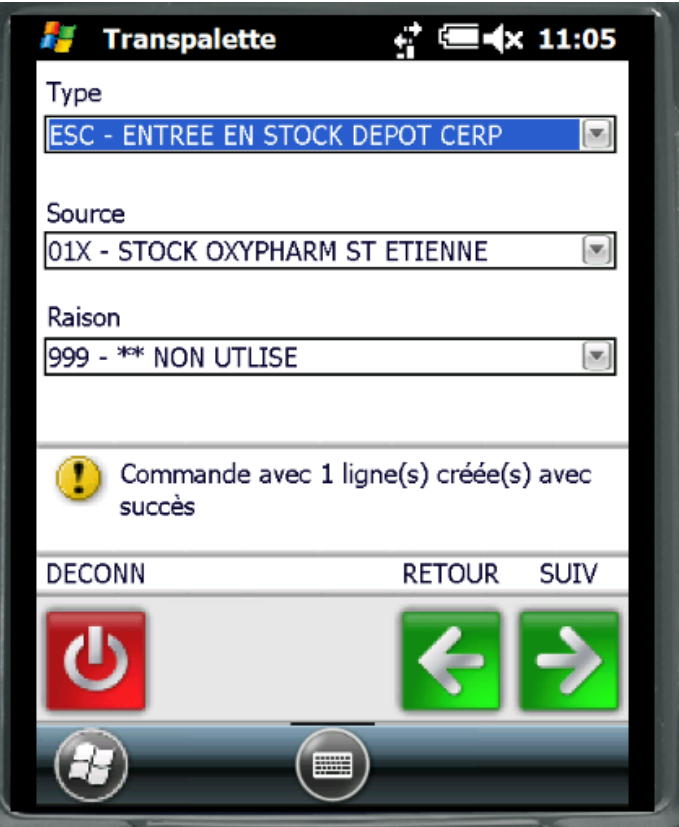 Transpalette 11:05
Type
ESC - ENTREE EN STOCK DEPOT CERP
Source
01X - STOCK OXYPHARM ST ETIENNE
Raison
999 - ** NON UTLISE
Commande avec 1 ligne(s) créée(s) avec
succès
DECONN RETOUR SUIV